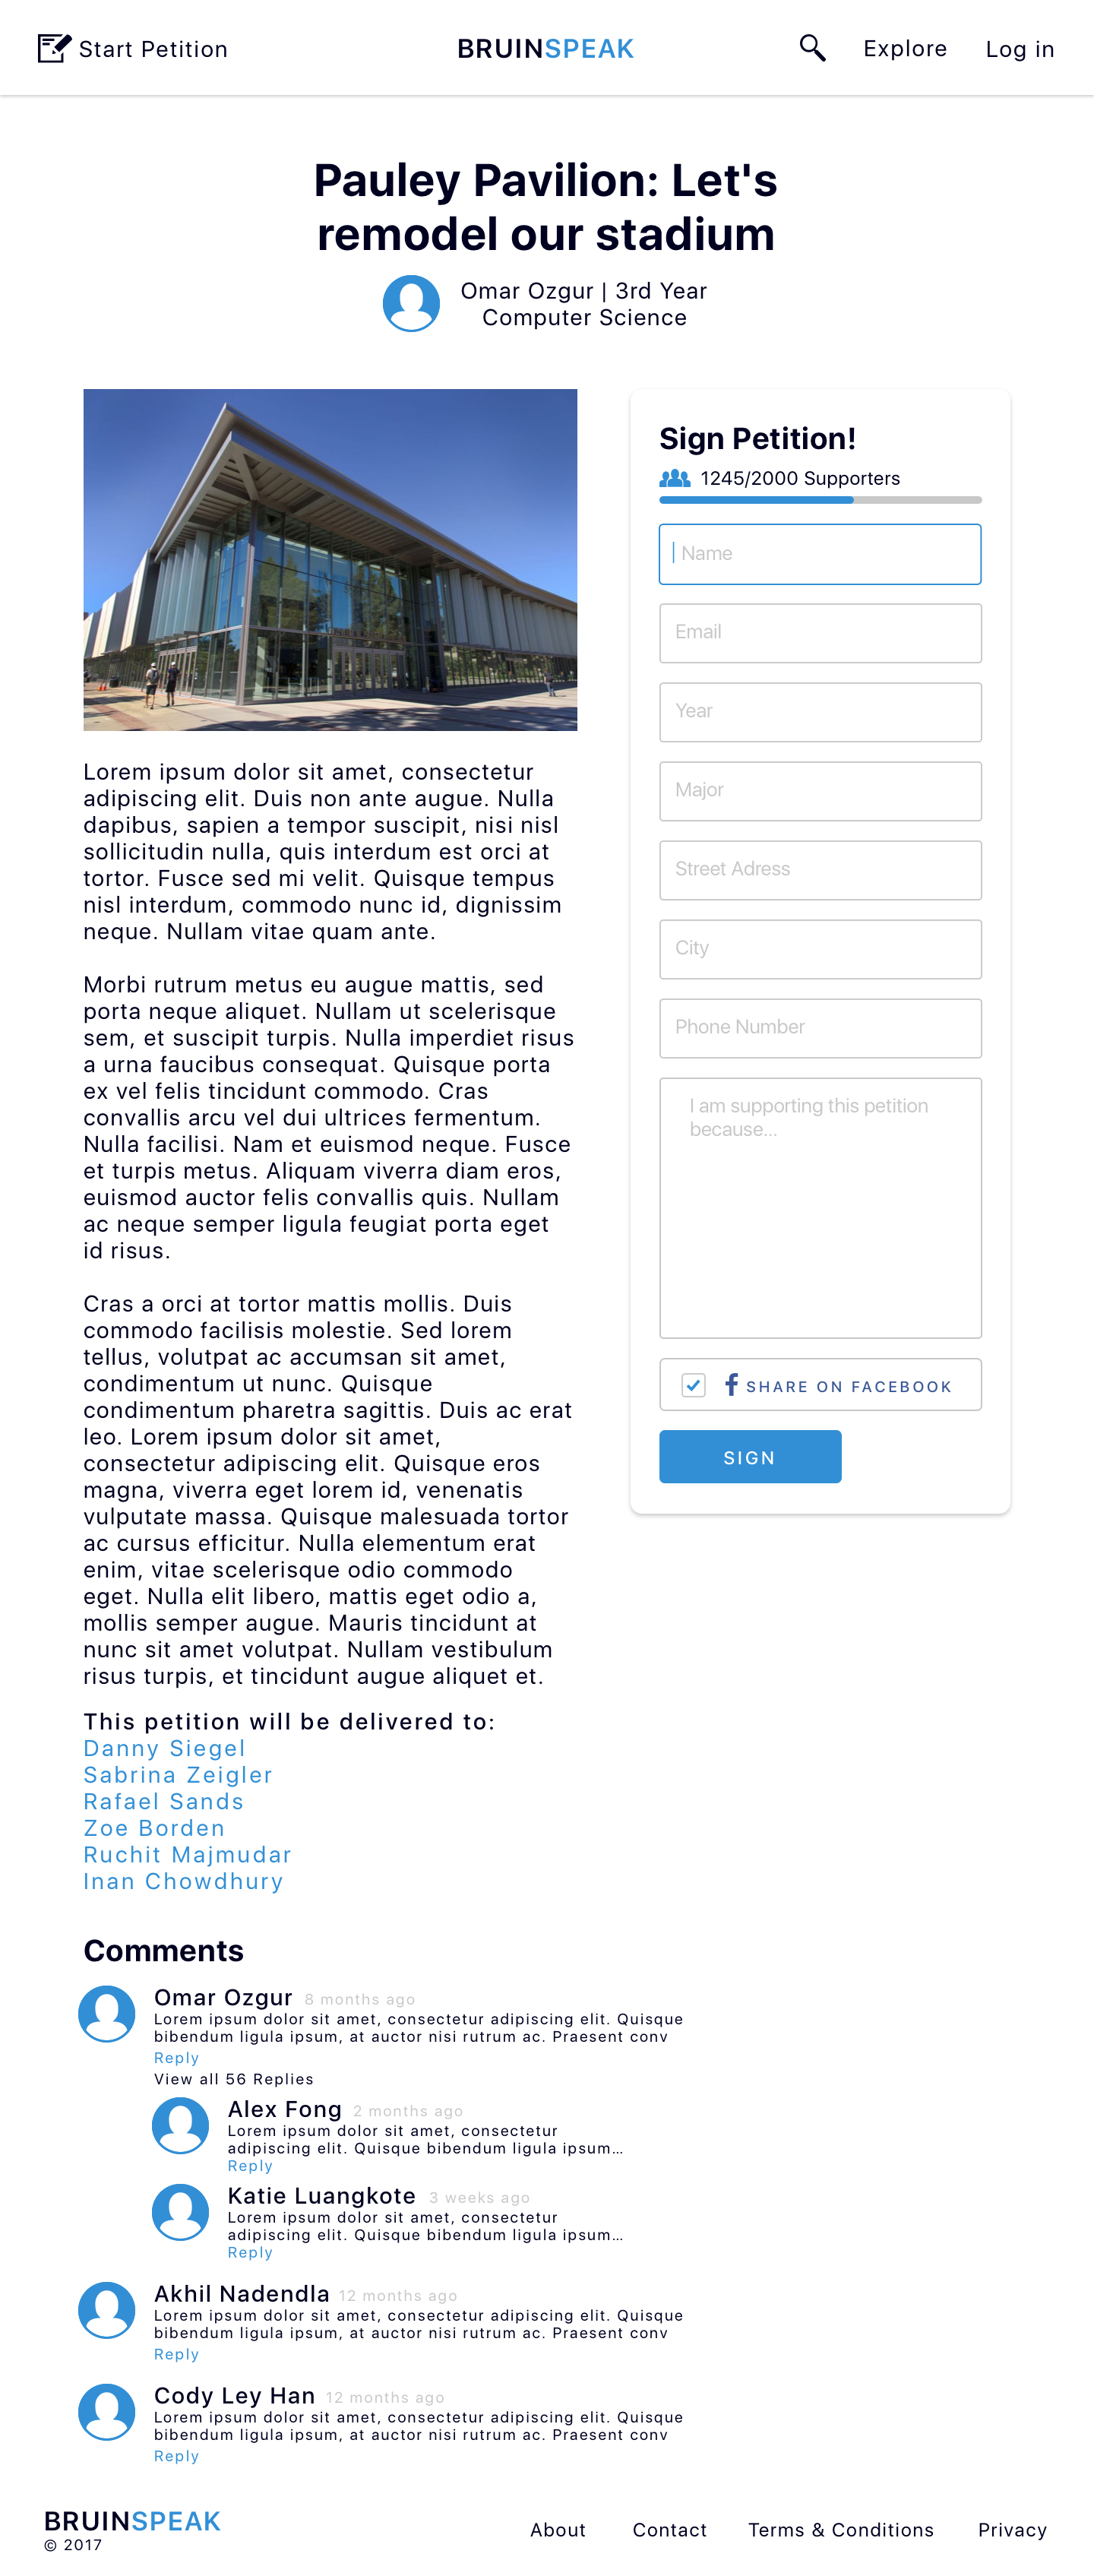 Start Petition
BRUINSPEAK
Explore
Log in
Pauley Pavilion: Let's
remodel our stadium
Omar Ozgur | 3rd Year
Computer Science
Lorem ipsum dolor sit amet, consectetur
adipiscing elit. Duis non ante augue. Nulla
dapibus, sapien a tempor suscipit, nisi nisl
sollicitudin nulla, quis interdum est orci at
tortor. Fusce sed mi velit. Quisque tempus
nisl interdum, commodo nunc id, dignissim
neque. Nullam vitae quam ante.
Morbi rutrum metus eu augue mattis, sed
porta neque aliquet. Nullam ut scelerisque
sem, et suscipit turpis. Nulla imperdiet risus
a urna faucibus consequat. Quisque porta
ex vel felis tincidunt commodo. Cras
convallis arcu vel dui ultrices fermentum.
Nulla facilisi. Nam et euismod neque. Fusce
et turpis metus. Aliquam viverra diam eros,
euismod auctor felis convallis quis. Nullam
ac neque semper ligula feugiat porta eget
id risus.
Cras a orci at tortor mattis mollis. Duis
commodo facilisis molestie. Sed lorem
tellus, volutpat ac accumsan sit amet,
condimentum ut nunc. Quisque
condimentum pharetra sagittis. Duis ac erat
leo. Lorem ipsum dolor sit amet,
consectetur adipiscing elit. Quisque eros
magna, viverra eget lorem id, venenatis
vulputate massa. Quisque malesuada tortor
ac cursus efficitur. Nulla elementum erat
enim, vitae scelerisque odio commodo
eget. Nulla elit libero, mattis eget odio a,
mollis semper augue. Mauris tincidunt at
nunc sit amet volutpat. Nullam vestibulum
risus turpis, et tincidunt augue aliquet et.
This petition will be delivered to:
Danny Siegel
Sabrina Zeigler
Rafael Sands
Zoe Borden
Ruchit Majmudar
Inan Chowdhury
Sign Petition!
1245/2000 Supporters
Name
Email
Year
Major
Street Adress
City
Phone Number
I am supporting this petition
because...
SHARE ON FACEBOOK
SIGN
Comments
Omar Ozgur 8 months ago
Lorem ipsum dolor sit amet, consectetur adipiscing elit. Quisque
bibendum ligula ipsum, at auctor nisi rutrum ac. Praesent conv
Reply
View all 56 Replies
Alex Fong 2 months ago
Lorem ipsum dolor sit amet, consectetur
adipiscing elit. Quisque bibendum ligula ipsum...
Reply
Katie Luangkote 3 weeks ago
Lorem ipsum dolor sit amet, consectetur
adipiscing elit. Quisque bibendum ligula ipsum...
Reply
Akhil Nadendla 12 months ago
Lorem ipsum dolor sit amet, consectetur adipiscing elit. Quisque
bibendum ligula ipsum, at auctor nisi rutrum ac. Praesent conv
Reply
Cody Ley Han 12 months ago
Lorem ipsum dolor sit amet, consectetur adipiscing elit. Quisque
bibendum ligula ipsum, at auctor nisi rutrum ac. Praesent conv
Reply
BRUINSPEAK
© 2017
About
Contact
Terms & Conditions
Privacy